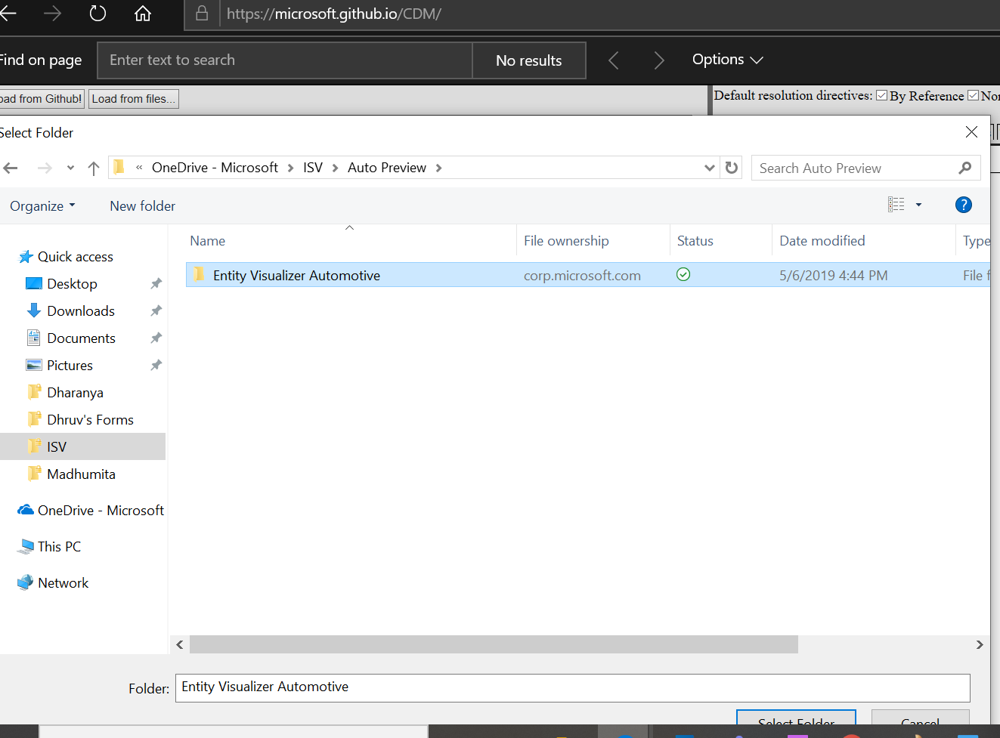 https://microsoft.github.io/CDM/
Find on page Enter text to search No results Options
oad from Github! Load from files... Default resolution directives: By Reference Nor
Select Folder
« OneDrive - Microsoft > ISV > Auto Preview > Search Auto Preview
Organize New folder ?
Name File ownership Status Date modified Type
Quick access
Entity Visualizer Automotive corp.microsoft.com 5/6/2019 4:44 PM File f
Desktop
Downloads
Documents
Pictures
Dharanya
Dhruv's Forms
ISV
Madhumita
OneDrive - Microsoft
This PC
Network
Folder: Entity Visualizer Automotive
Select Folder Cancel